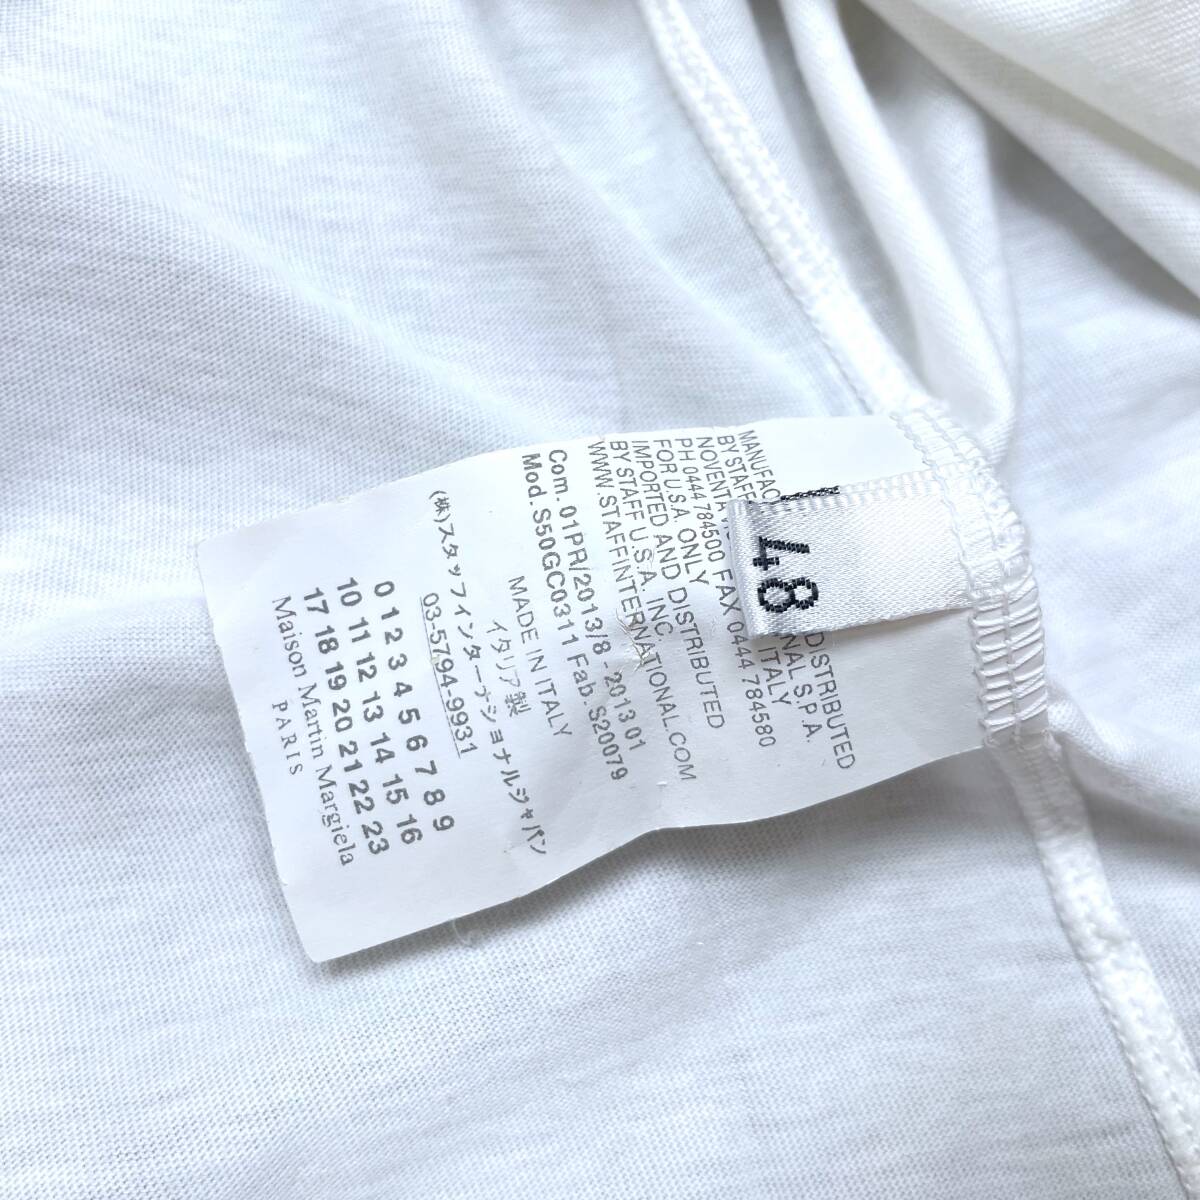 48
MANUFAC DISTRIBUTED
BY STAFF NAL S.P.A.
NOVENTA VI ITALY
PH 0444 784500 FAX 0444.784580
FOR U.S.A. ONLY
IMPORTED AND DISTRIBUTED
BY STAFF U.S.A. INC.
WWW.STAFFINTERNATIONAL.COM
Com. 01PR/2013/8 - 2013 01
Mod. S50GC0311 Fab. S20079
MADE IN ITALY
イタリア製
(株)スタッフインターナショナルジャパン
03-5794-9931
0 1 2 3 4 5 6 7 8 9
10 11 12 13 14 15 16
17 18 19 20 21 22 23
Maison Martin Margiela
PARIS